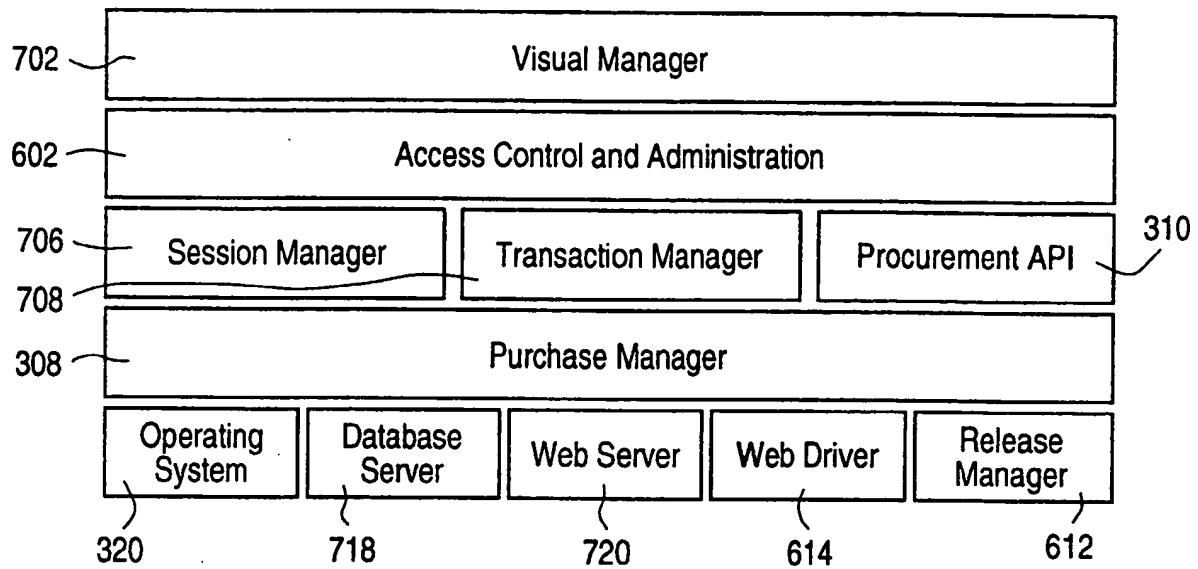 702
Visual Manager
602
Access Control and Administration
706
Session Manager
Transaction Manager
Procurement API
310
708
308
Purchase Manager
Operating
System
Database
Server
Web Server
Web Driver
Release
Manager
320
718
720
614
612